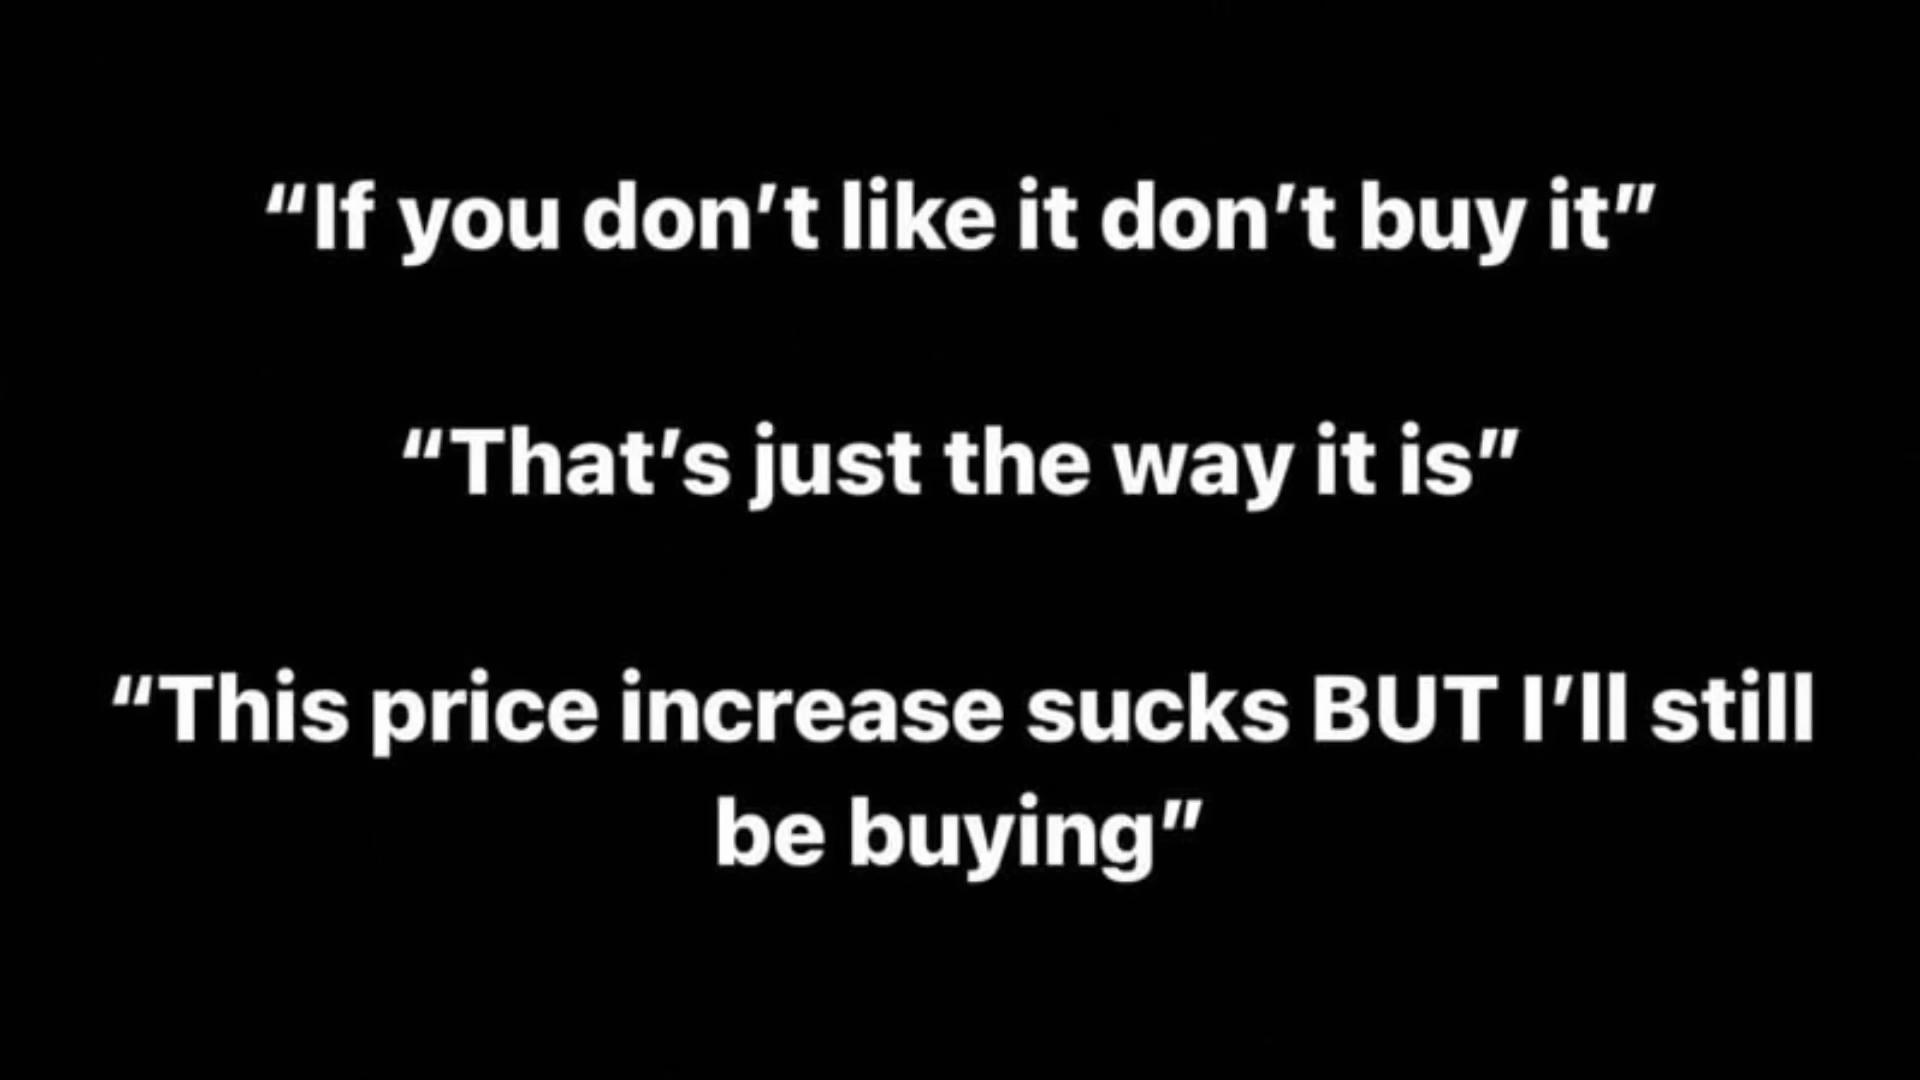 “If you don’t like it don’t buy it”
“That’s just the way it is”
“This price increase sucks BUT I’ll still
be buying”